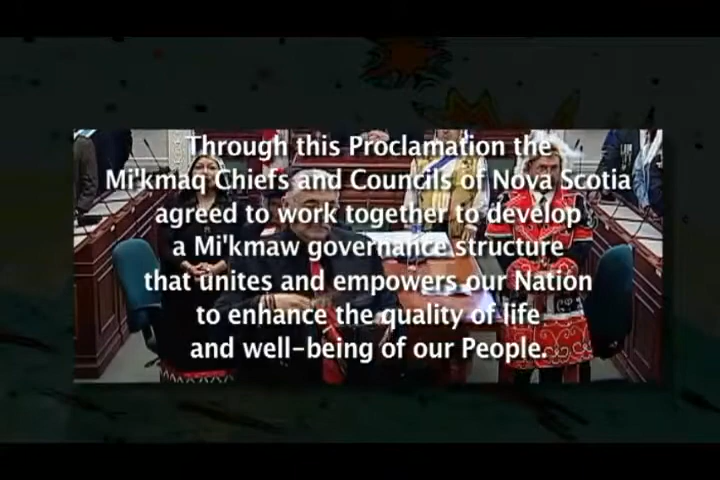 Through this Proclamation the
Mi'kmaq Chiefs and Councils of Nova Scotia
agreed to work together to develop
a Mi'kmaw governance structure
that unites and empowers our Nation
to enhance the quality of life
and well-being of our People.